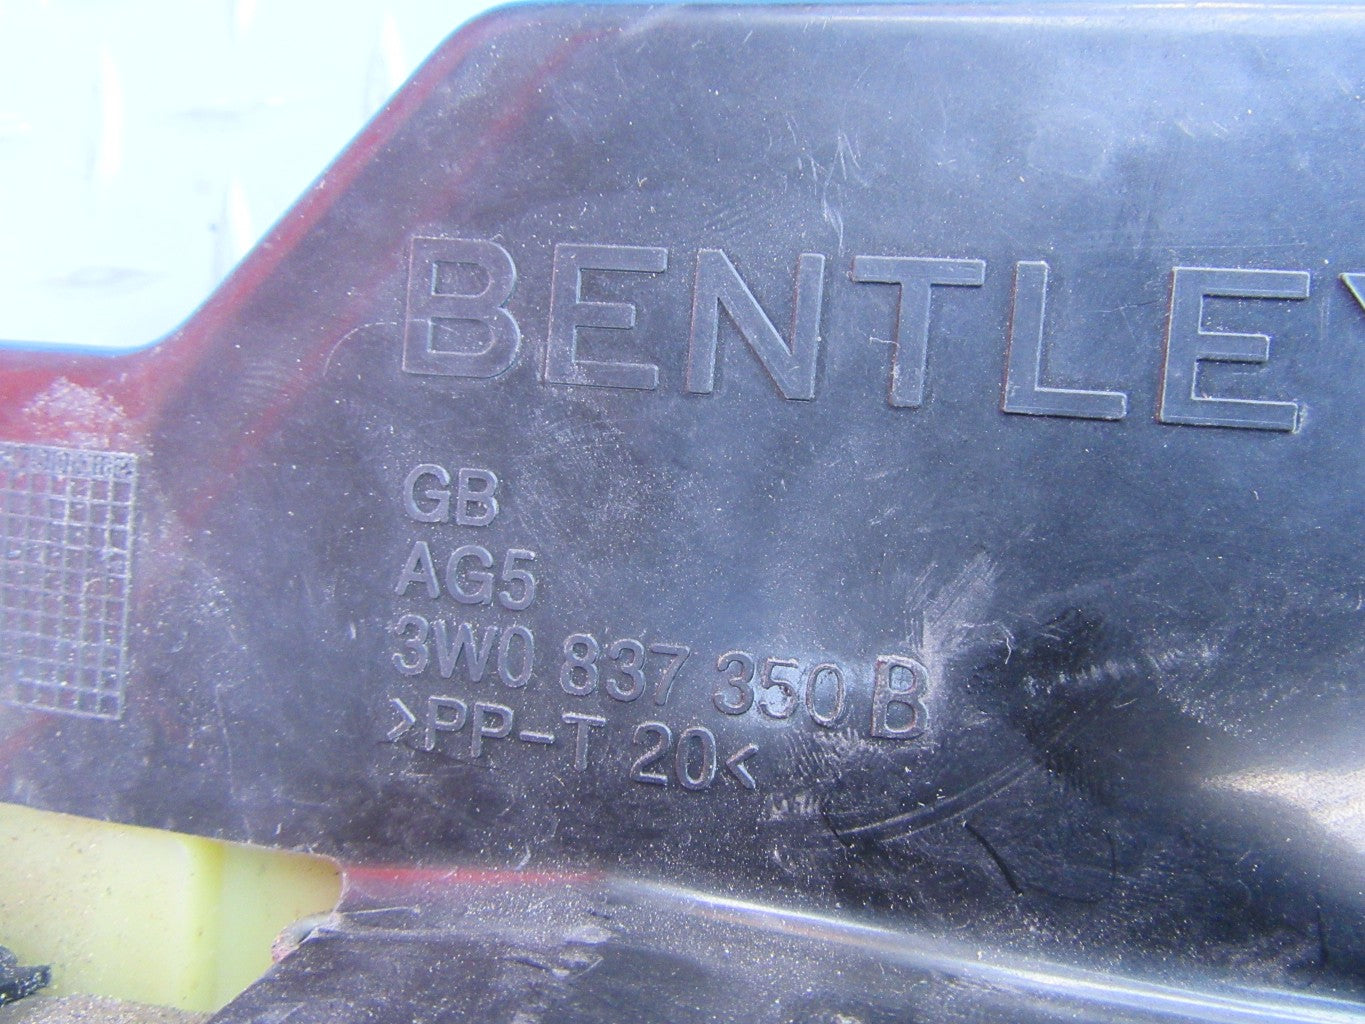 BENTLEY
GB
AG5
3W0 837 350 B
>PP-T 20<